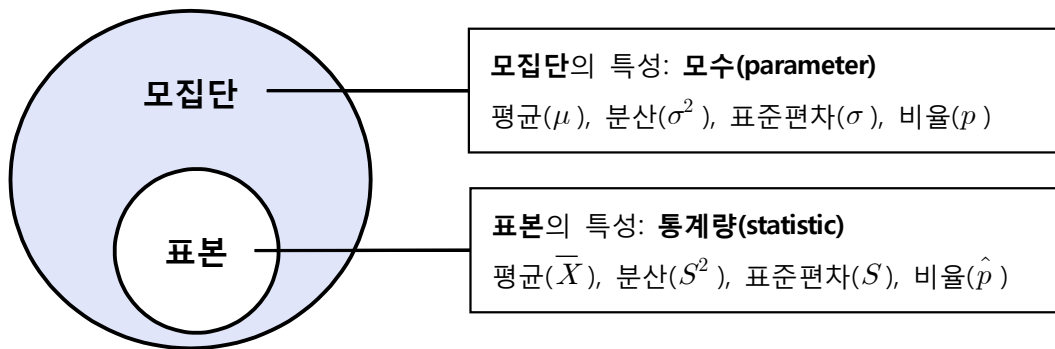 모집단
모집단의 특성: 모수(parameter)
평균(μ), 분산(σ²), 표준편차(σ), 비율(p)
표본
표본의 특성: 통계량(statistic)
평균(X̅), 분산(S²), 표준편차(S), 비율(p̂)